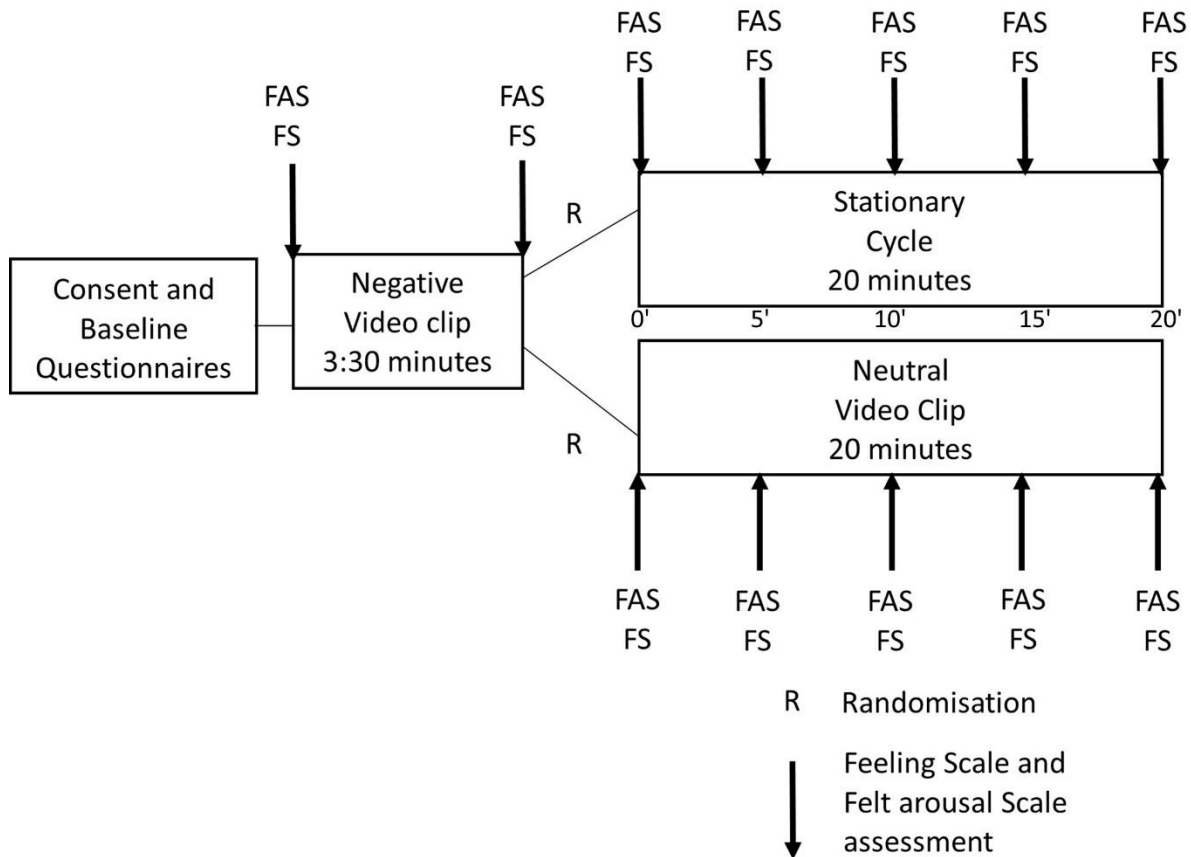 FAS FAS FAS FAS FAS
FS FS FS FS FS
FAS FAS
FS FS
Consent and
Baseline
Questionnaires
Negative
Video clip
3:30 minutes
R
R
Stationary
Cycle
20 minutes
0' 5' 10' 15' 20'
Neutral
Video Clip
20 minutes
FAS FAS FAS FAS FAS
FS FS FS FS FS
R Randomisation
Feeling Scale and
Felt arousal Scale
assessment